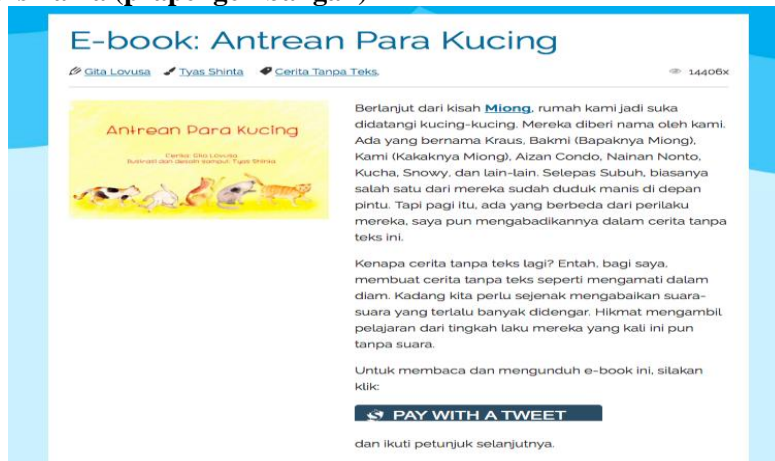 E-book: Antrean Para Kucing
Gita Lovusa Tyas Shinta Cerita Tanpa Teks, 14406x
Antrean Para Kucing
Cerita: Gita Lovusa
Ilustrasi dan desain sampul: Tyas Shinta
Berlanjut dari kisah Miong, rumah kami jadi suka
didatangi kucing-kucing. Mereka diberi nama oleh kami.
Ada yang bernama Kraus, Bakmi (Bapaknya Miong),
Kami (Kakaknya Miong), Aizan Condo, Nainan Nonto,
Kucha, Snowy, dan lain-lain. Selepas Subuh, biasanya
salah satu dari mereka sudah duduk manis di depan
pintu. Tapi pagi itu, ada yang berbeda dari perilaku
mereka, saya pun mengabadikannya dalam cerita tanpa
teks ini.
Kenapa cerita tanpa teks lagi? Entah, bagi saya,
membuat cerita tanpa teks seperti mengamati dalam
diam. Kadang kita perlu sejenak mengabaikan suara-
suara yang terlalu banyak didengar. Hikmat mengambil
pelajaran dari tingkah laku mereka yang kali ini pun
tanpa suara.
Untuk membaca dan mengunduh e-book ini, silakan
klik:
PAY WITH A TWEET
dan ikuti petunjuk selanjutnya.